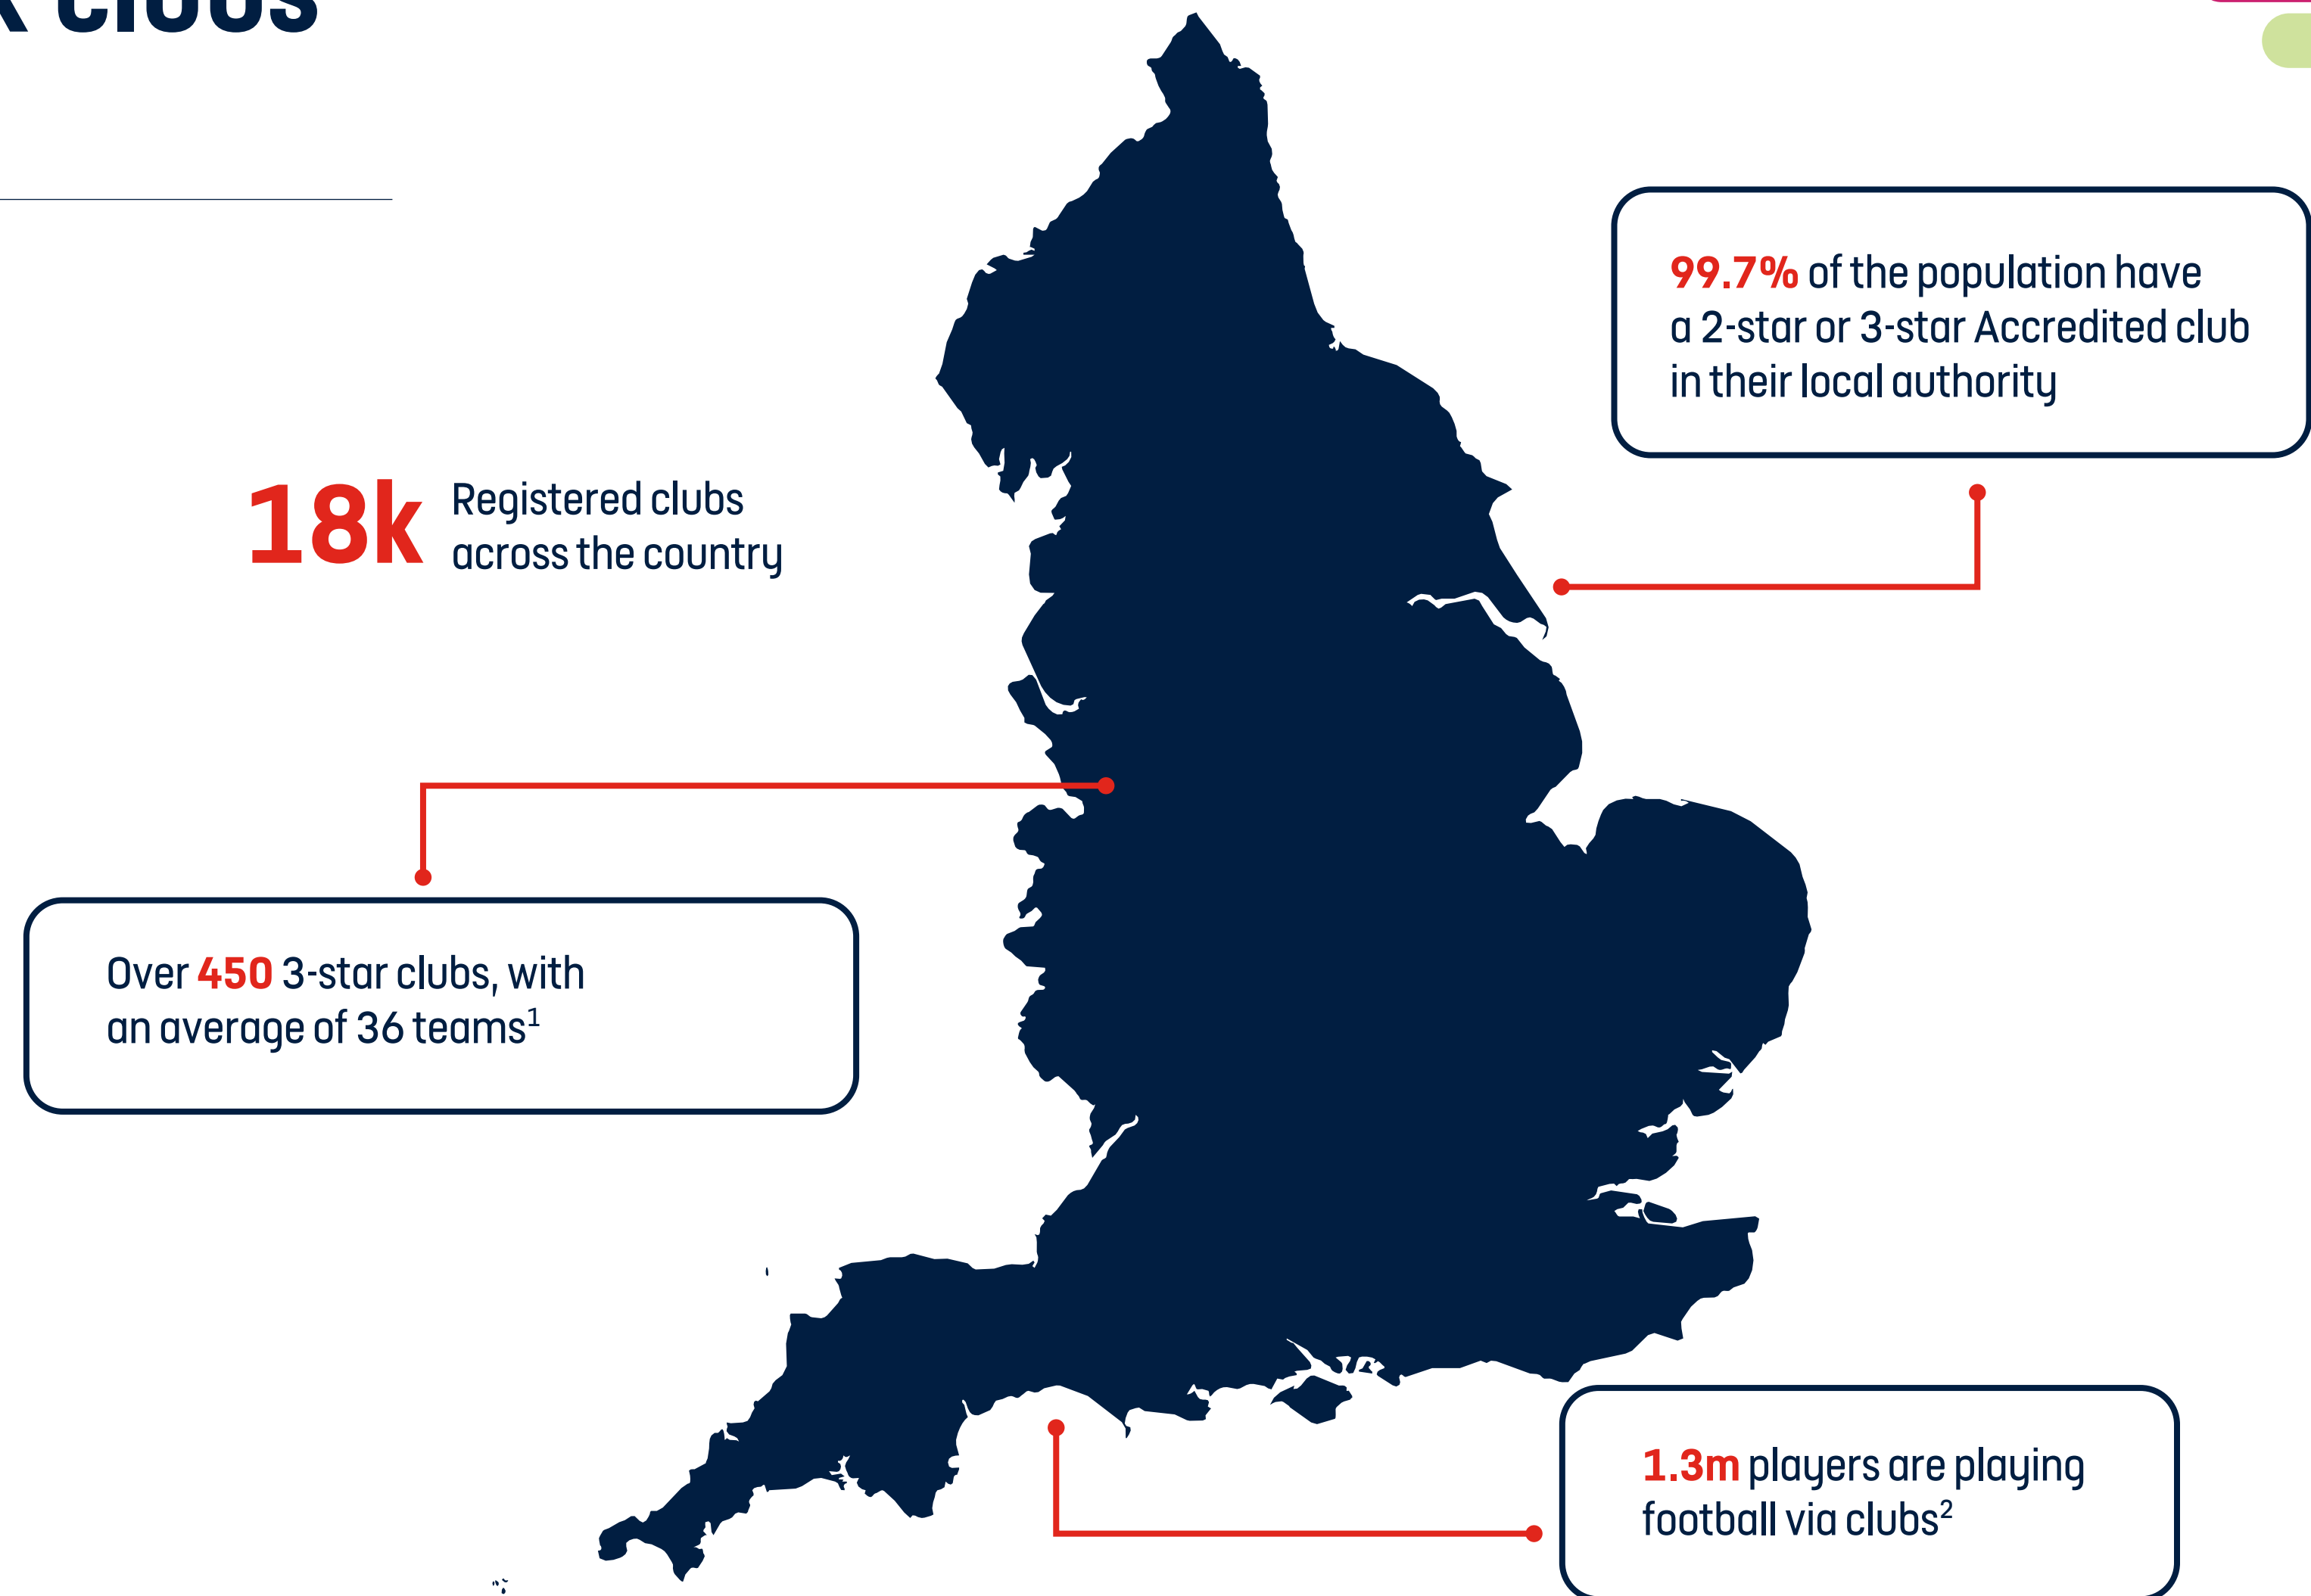 clubs
18k Registered clubs
across the country
99.7% of the population have
a 2-star or 3-star Accredited club
in their local authority
Over 450 3-star clubs, with
an average of 36 teams¹
1.3m players are playing
football via clubs²